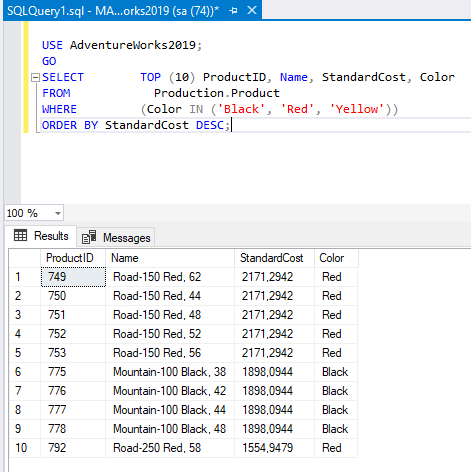 SQLQuery1.sql - MA...orks2019 (sa (74))*
USE AdventureWorks2019;
GO
SELECT TOP (10) ProductID, Name, StandardCost, Color
FROM Production.Product
WHERE (Color IN ('Black', 'Red', 'Yellow'))
ORDER BY StandardCost DESC;
100 %
Results Messages
ProductID Name StandardCost Color
1 749 Road-150 Red, 62 2171,2942 Red
2 750 Road-150 Red, 44 2171,2942 Red
3 751 Road-150 Red, 48 2171,2942 Red
4 752 Road-150 Red, 52 2171,2942 Red
5 753 Road-150 Red, 56 2171,2942 Red
6 775 Mountain-100 Black, 38 1898,0944 Black
7 776 Mountain-100 Black, 42 1898,0944 Black
8 777 Mountain-100 Black, 44 1898,0944 Black
9 778 Mountain-100 Black, 48 1898,0944 Black
10 792 Road-250 Red, 58 1554,9479 Red